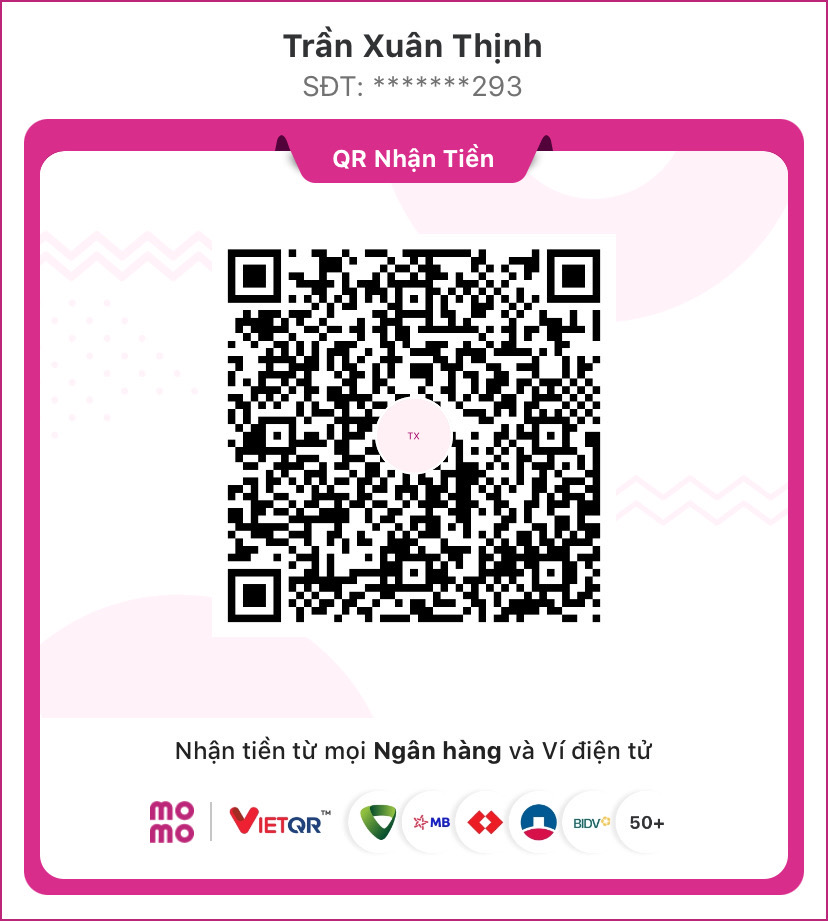 Trần Xuân Thịnh
SĐT: *******293
QR Nhận Tiền
TX
Nhận tiền từ mọi Ngân hàng và Ví điện tử
mo
mo
VIETQR™
MB
BIDV
50+